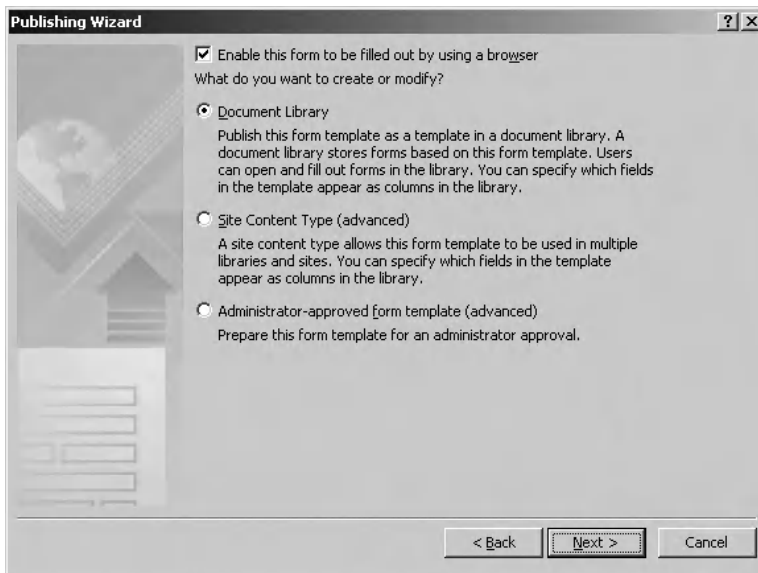 Publishing Wizard
Enable this form to be filled out by using a browser
What do you want to create or modify?
Document Library
Publish this form template as a template in a document library. A
document library stores forms based on this form template. Users
can open and fill out forms in the library. You can specify which fields
in the template appear as columns in the library.
Site Content Type (advanced)
A site content type allows this form template to be used in multiple
libraries and sites. You can specify which fields in the template
appear as columns in the library.
Administrator-approved form template (advanced)
Prepare this form template for an administrator approval.
< Back Next > Cancel